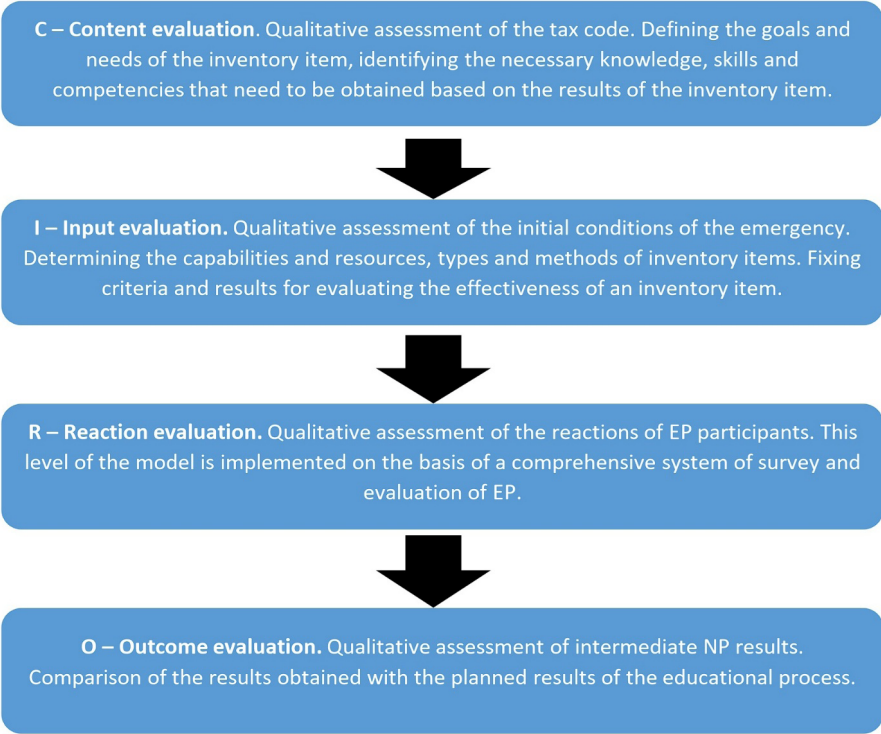 C – Content evaluation. Qualitative assessment of the tax code. Defining the goals and
needs of the inventory item, identifying the necessary knowledge, skills and
competencies that need to be obtained based on the results of the inventory item.
I – Input evaluation. Qualitative assessment of the initial conditions of the emergency.
Determining the capabilities and resources, types and methods of inventory items. Fixing
criteria and results for evaluating the effectiveness of an inventory item.
R – Reaction evaluation. Qualitative assessment of the reactions of EP participants. This
level of the model is implemented on the basis of a comprehensive system of survey and
evaluation of EP.
O – Outcome evaluation. Qualitative assessment of intermediate NP results.
Comparison of the results obtained with the planned results of the educational process.